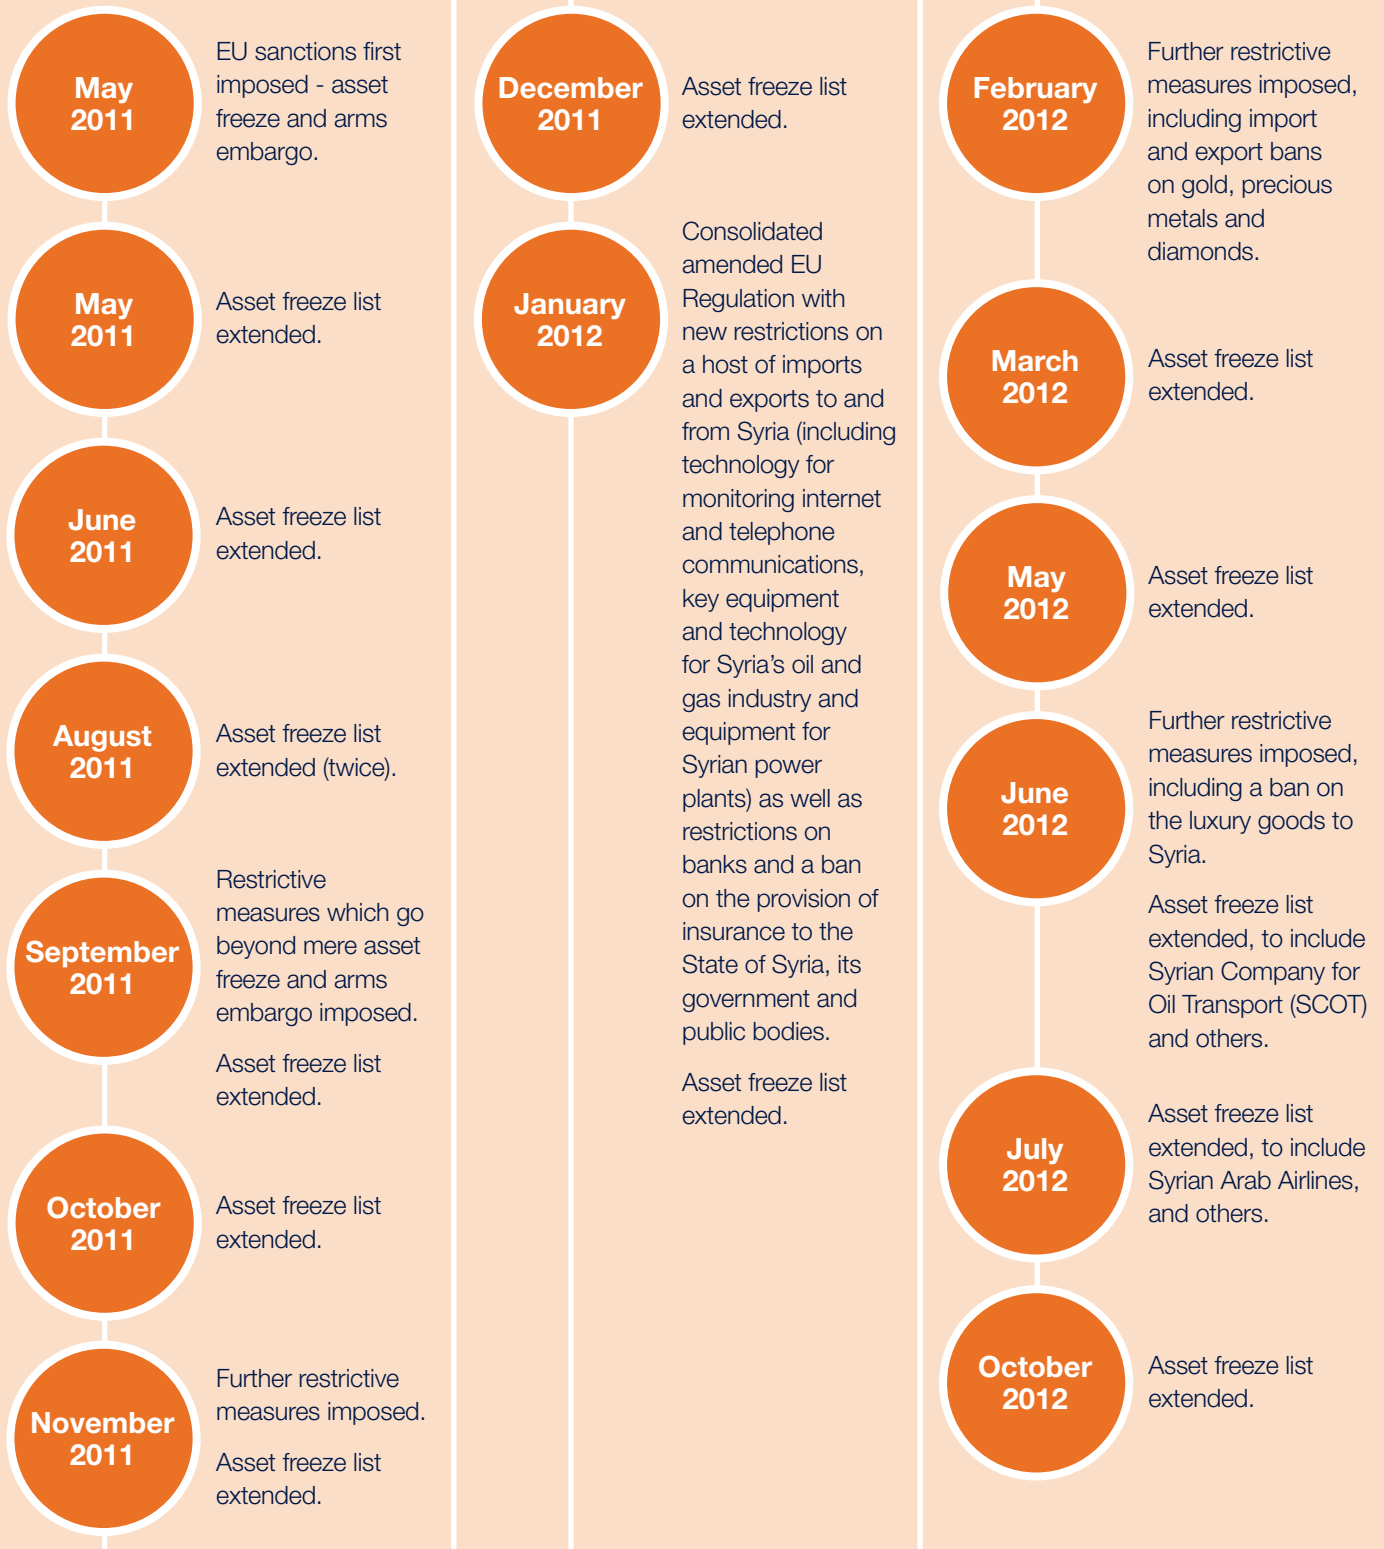 May
2011
EU sanctions first
imposed - asset
freeze and arms
embargo.
May
2011
Asset freeze list
extended.
June
2011
Asset freeze list
extended.
August
2011
Asset freeze list
extended (twice).
September
2011
Restrictive
measures which go
beyond mere asset
freeze and arms
embargo imposed.
Asset freeze list
extended.
October
2011
Asset freeze list
extended.
November
2011
Further restrictive
measures imposed.
Asset freeze list
extended.
December
2011
Asset freeze list
extended.
January
2012
Consolidated
amended EU
Regulation with
new restrictions on
a host of imports
and exports to and
from Syria (including
technology for
monitoring internet
and telephone
communications,
key equipment
and technology
for Syria’s oil and
gas industry and
equipment for
Syrian power
plants) as well as
restrictions on
banks and a ban
on the provision of
insurance to the
State of Syria, its
government and
public bodies.
Asset freeze list
extended.
February
2012
Further restrictive
measures imposed,
including import
and export bans
on gold, precious
metals and
diamonds.
March
2012
Asset freeze list
extended.
May
2012
Asset freeze list
extended.
June
2012
Further restrictive
measures imposed,
including a ban on
the luxury goods to
Syria.
Asset freeze list
extended, to include
Syrian Company for
Oil Transport (SCOT)
and others.
July
2012
Asset freeze list
extended, to include
Syrian Arab Airlines,
and others.
October
2012
Asset freeze list
extended.